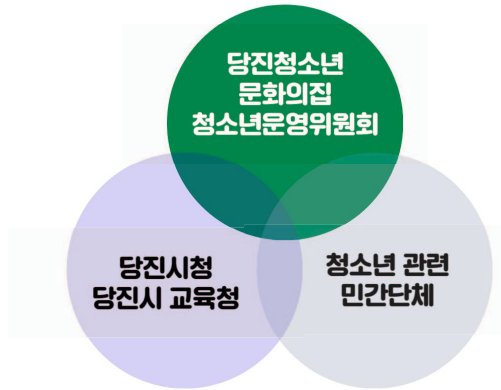 당진청소년
문화의집
청소년운영위원회
당진시청
당진시 교육청
청소년 관련
민간단체